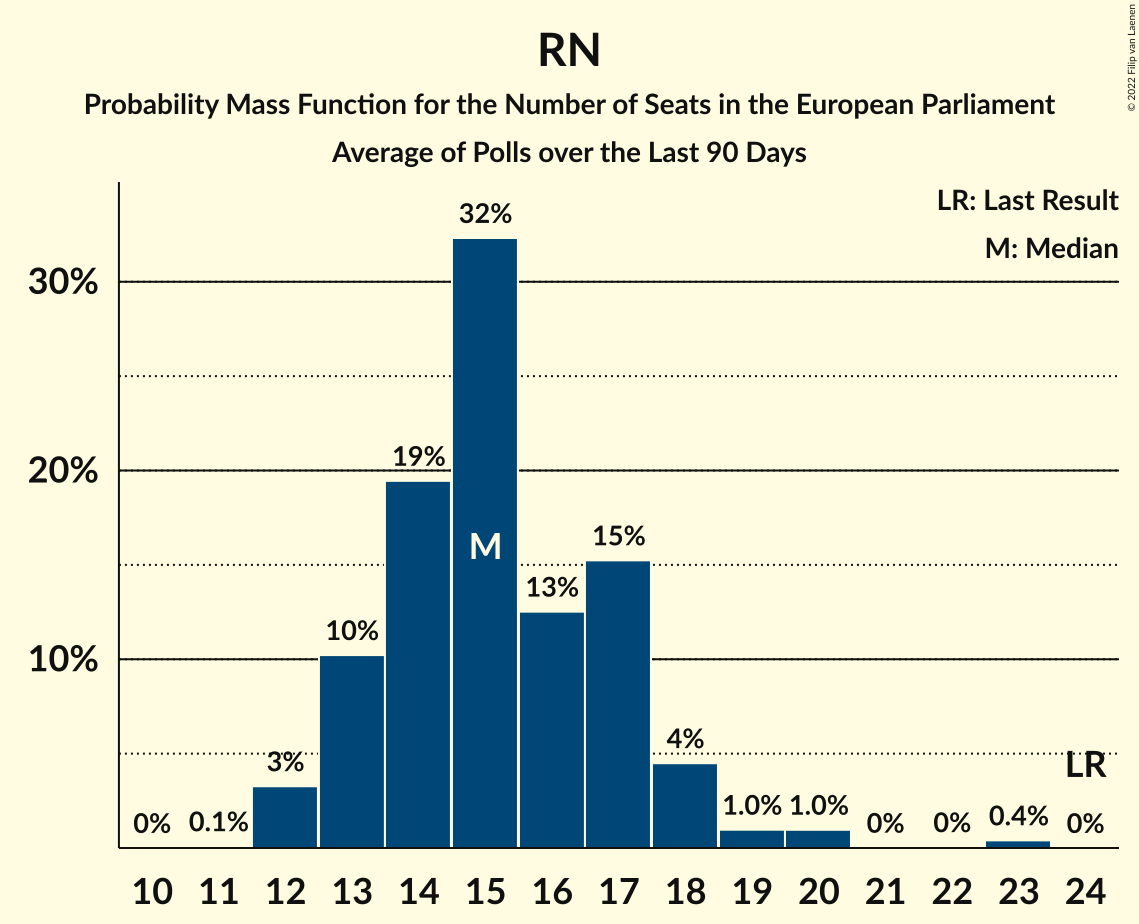 RN
Probability Mass Function for the Number of Seats in the European Parliament
Average of Polls over the Last 90 Days
© 2022 Filip van Laenen
LR: Last Result
M: Median
30%
20%
10%
0%
0.1%
3%
10%
19%
32%
M
13%
15%
4%
1.0%
1.0%
0%
0%
0.4%
0%
LR
10 11 12 13 14 15 16 17 18 19 20 21 22 23 24